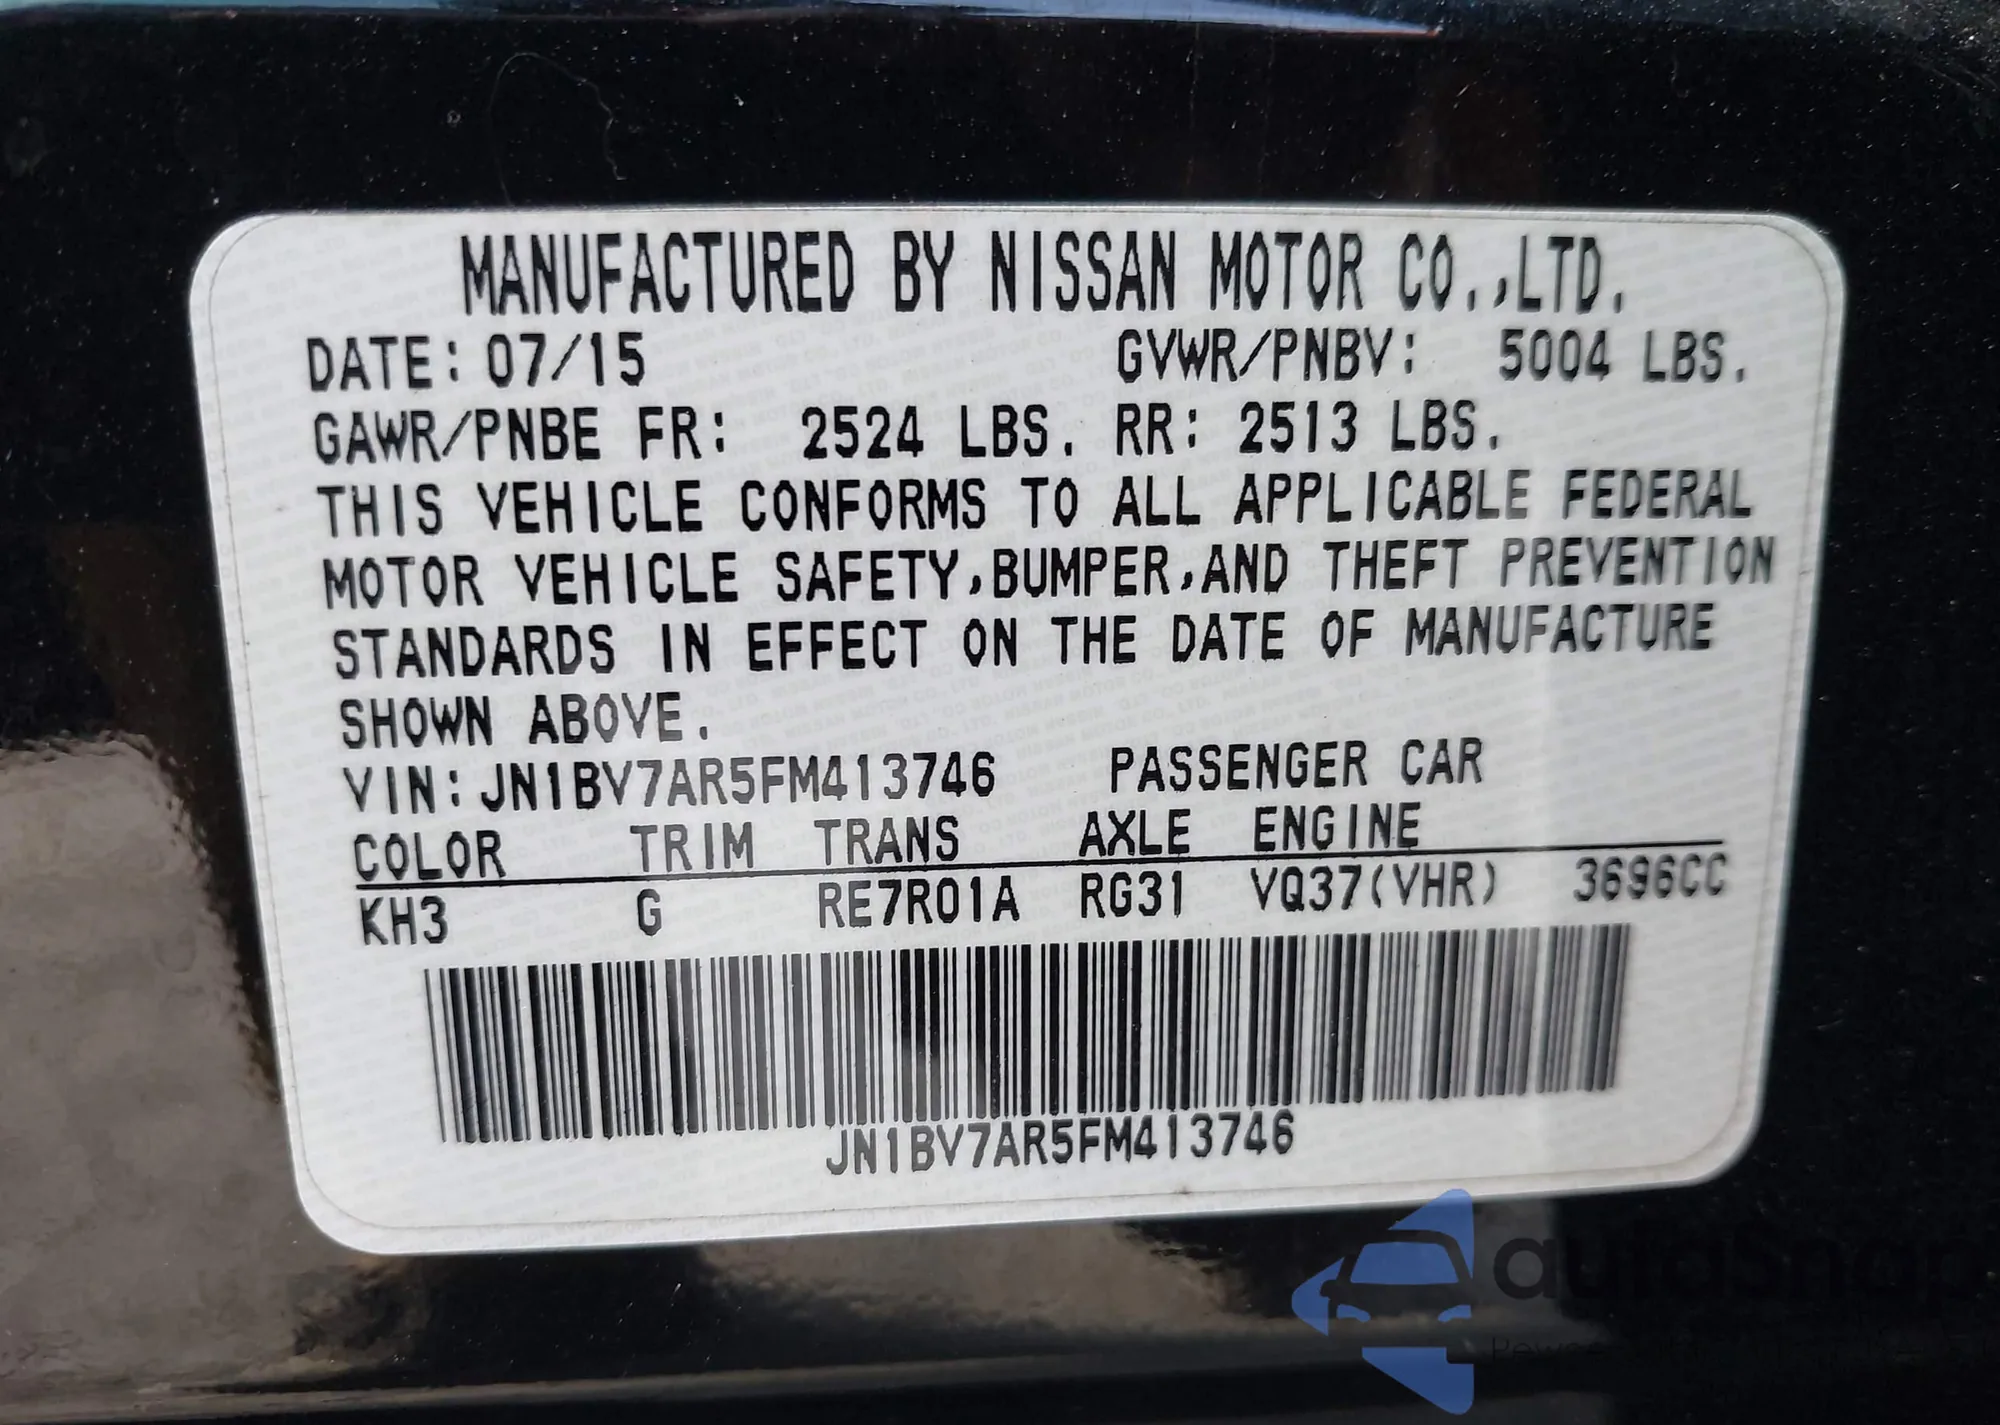 MANUFACTURED BY NISSAN MOTOR CO.,LTD.
DATE: 07/15 GVWR/PNBV: 5004 LBS.
GAWR/PNBE FR: 2524 LBS. RR: 2513 LBS.
THIS VEHICLE CONFORMS TO ALL APPLICABLE FEDERAL
MOTOR VEHICLE SAFETY,BUMPER,AND THEFT PREVENTION
STANDARDS IN EFFECT ON THE DATE OF MANUFACTURE
SHOWN ABOVE.
VIN:JN1BV7AR5FM413746 PASSENGER CAR
COLOR TRIM TRANS AXLE ENGINE
KH3 G RE7R01A RG31 VQ37(VHR) 3696CC
JN1BV7AR5FM413746